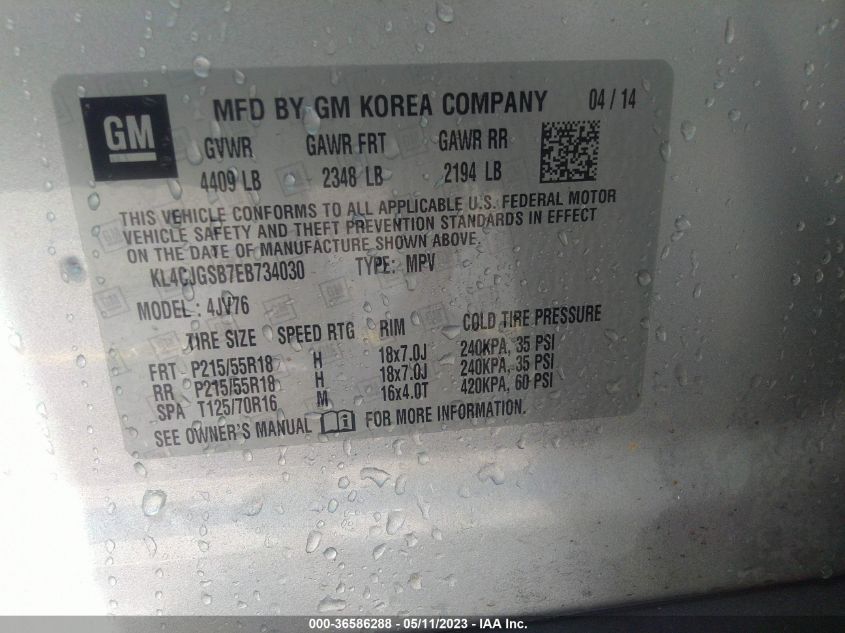 GM
MFD BY GM KOREA COMPANY 04 / 14
GVWR GAWR FRT GAWR RR
4409 LB 2348 LB 2194 LB
THIS VEHICLE CONFORMS TO ALL APPLICABLE U.S. FEDERAL MOTOR
VEHICLE SAFETY AND THEFT PREVENTION STANDARDS IN EFFECT
ON THE DATE OF MANUFACTURE SHOWN ABOVE.
KL4CJGSB7EB734030 TYPE: MPV
MODEL: 4JV76
TIRE SIZE SPEED RTG RIM COLD TIRE PRESSURE
FRT P215/55R18 H 18x7.0J 240KPA, 35 PSI
RR P215/55R18 H 18x7.0J 240KPA, 35 PSI
SPA T125/70R16 M 16x4.0T 420KPA, 60 PSI
SEE OWNER'S MANUAL FOR MORE INFORMATION.
000-36586288 - 05/11/2023 - IAA Inc.